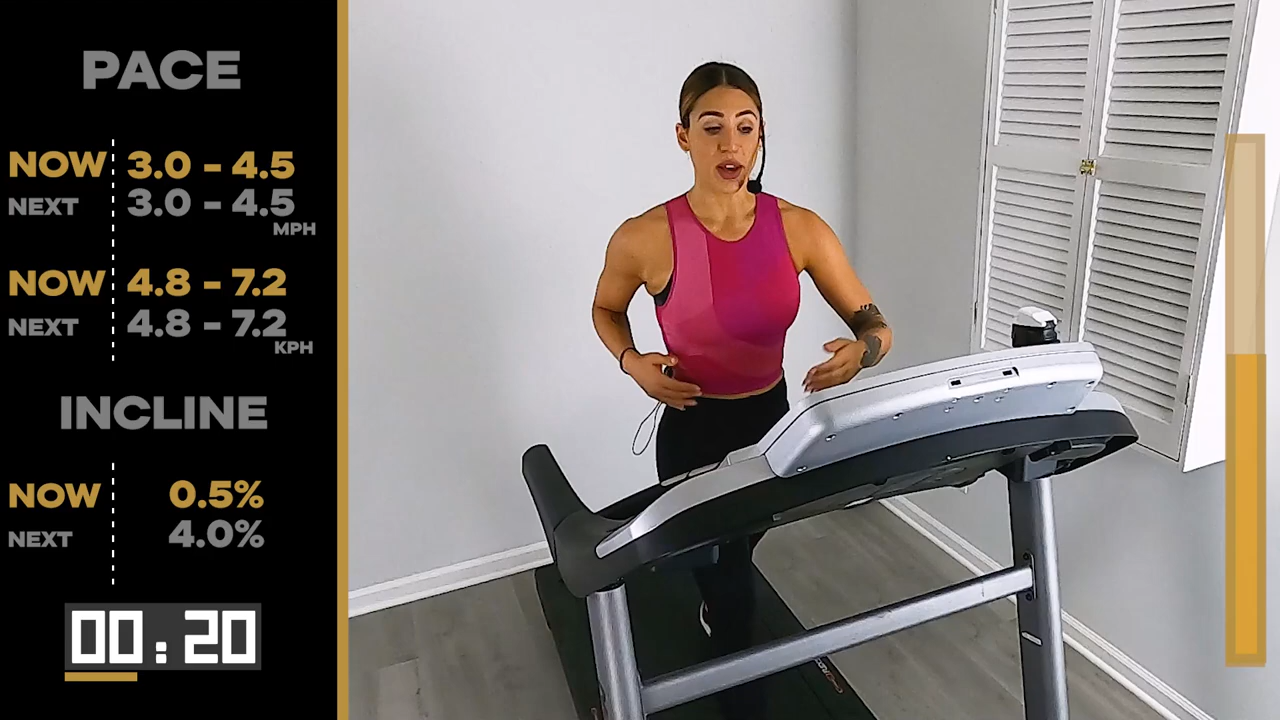 PACE
NOW 3.0 - 4.5
NEXT 3.0 - 4.5
MPH
NOW 4.8 - 7.2
NEXT 4.8 - 7.2
KPH
INCLINE
NOW 0.5%
NEXT 4.0%
00:20